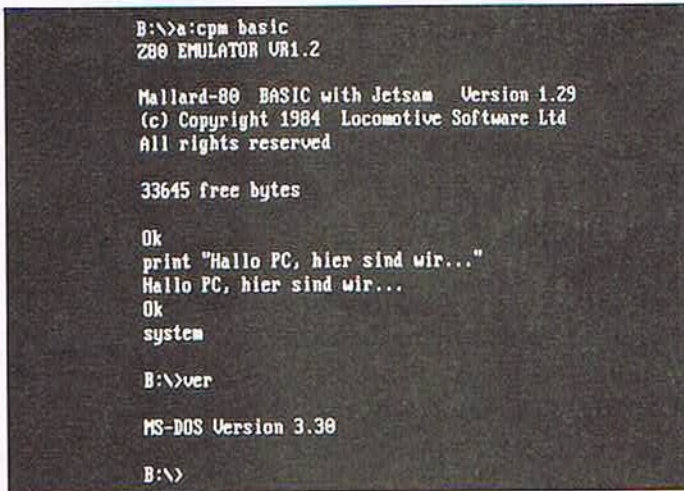 B:\>a:cpm basic
Z80 EMULATOR VR1.2
Mallard-80 BASIC with Jetsam Version 1.29
(c) Copyright 1984 Locomotive Software Ltd
All rights reserved
33645 free bytes
Ok
print "Hallo PC, hier sind wir..."
Hallo PC, hier sind wir...
Ok
system
B:\>ver
MS-DOS Version 3.30
B:\>